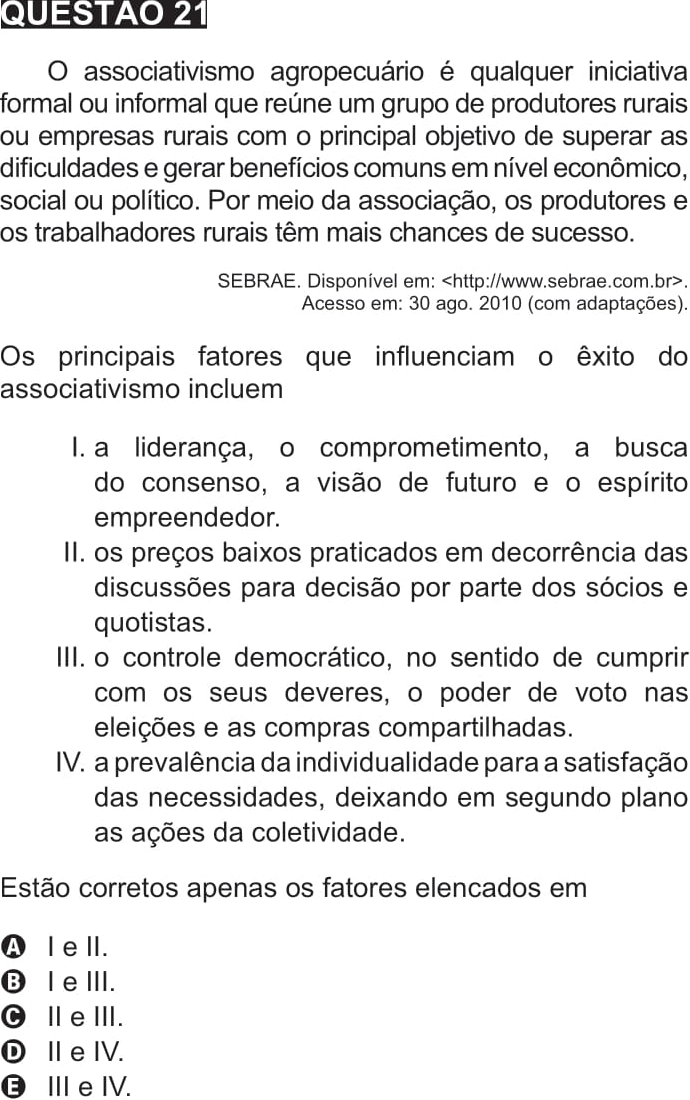 QUESTÃO 21
O associativismo agropecuário é qualquer iniciativa
formal ou informal que reúne um grupo de produtores rurais
ou empresas rurais com o principal objetivo de superar as
dificuldades e gerar benefícios comuns em nível econômico,
social ou político. Por meio da associação, os produtores e
os trabalhadores rurais têm mais chances de sucesso.
SEBRAE. Disponível em: <http://www.sebrae.com.br>.
Acesso em: 30 ago. 2010 (com adaptações).
Os principais fatores que influenciam o êxito do
associativismo incluem
I. a liderança, o comprometimento, a busca
do consenso, a visão de futuro e o espírito
empreendedor.
II. os preços baixos praticados em decorrência das
discussões para decisão por parte dos sócios e
quotistas.
III. o controle democrático, no sentido de cumprir
com os seus deveres, o poder de voto nas
eleições e as compras compartilhadas.
IV. a prevalência da individualidade para a satisfação
das necessidades, deixando em segundo plano
as ações da coletividade.
Estão corretos apenas os fatores elencados em
A I e II.
B I e III.
C II e III.
D II e IV.
E III e IV.